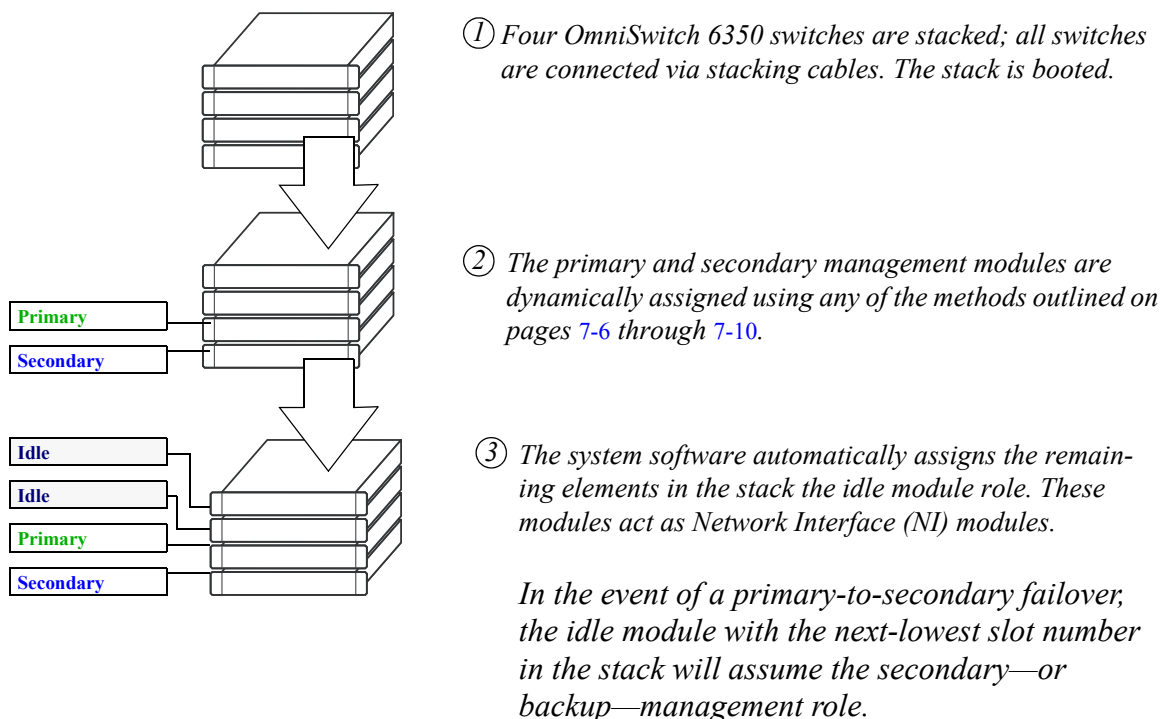 ① Four OmniSwitch 6350 switches are stacked; all switches
are connected via stacking cables. The stack is booted.
② The primary and secondary management modules are
dynamically assigned using any of the methods outlined on
pages 7-6 through 7-10.
Primary
Secondary
Idle
Idle
Primary
Secondary
③ The system software automatically assigns the remain-
ing elements in the stack the idle module role. These
modules act as Network Interface (NI) modules.
In the event of a primary-to-secondary failover,
the idle module with the next-lowest slot number
in the stack will assume the secondary—or
backup—management role.